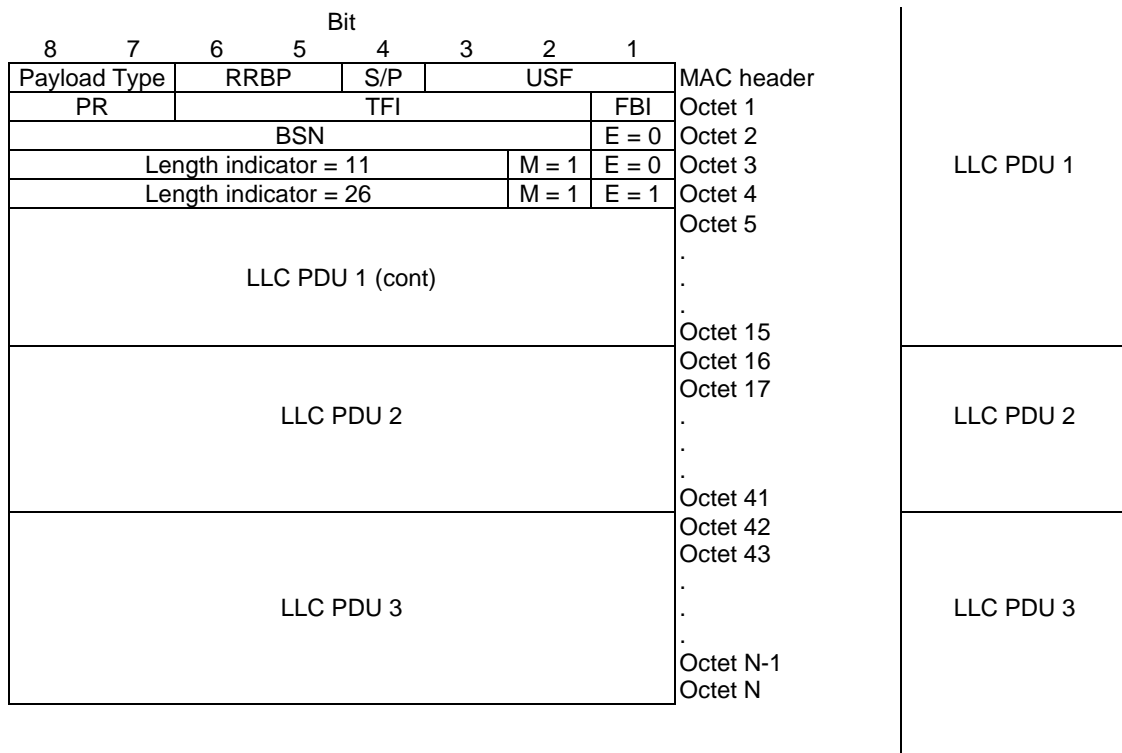 Bit
8 7 6 5 4 3 2 1
Payload Type RRBP S/P USF MAC header
PR TFI FBI Octet 1
BSN E = 0 Octet 2
Length indicator = 11 M = 1 E = 0 Octet 3 LLC PDU 1
Length indicator = 26 M = 1 E = 1 Octet 4
Octet 5
.
LLC PDU 1 (cont) .
.
Octet 15
Octet 16
Octet 17
LLC PDU 2 . LLC PDU 2
.
.
Octet 41
Octet 42
Octet 43
.
LLC PDU 3 . LLC PDU 3
.
Octet N-1
Octet N